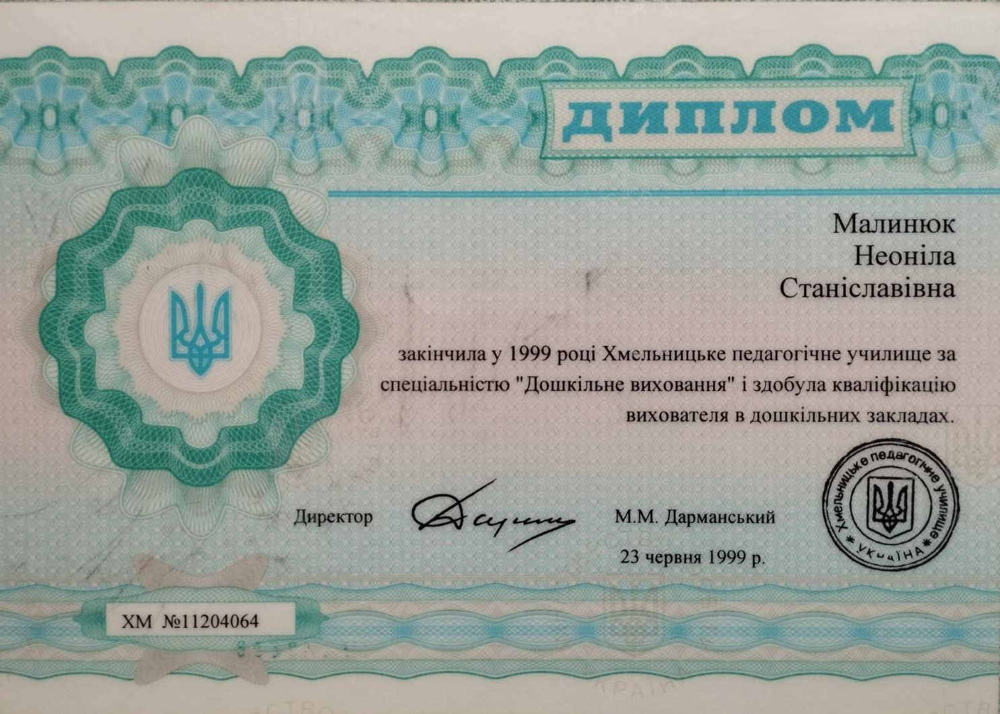 ДИПЛОМ
Малинюк
Неоніла
Станіславівна
закінчила у 1999 році Хмельницьке педагогічне училище за
спеціальністю "Дошкільне виховання" і здобула кваліфікацію
вихователя в дошкільних закладах.
Директор М.М. Дарманський
23 червня 1999 р.
Хмельницьке педагогічне училище
* УКРАЇНА *
ХМ №11204064